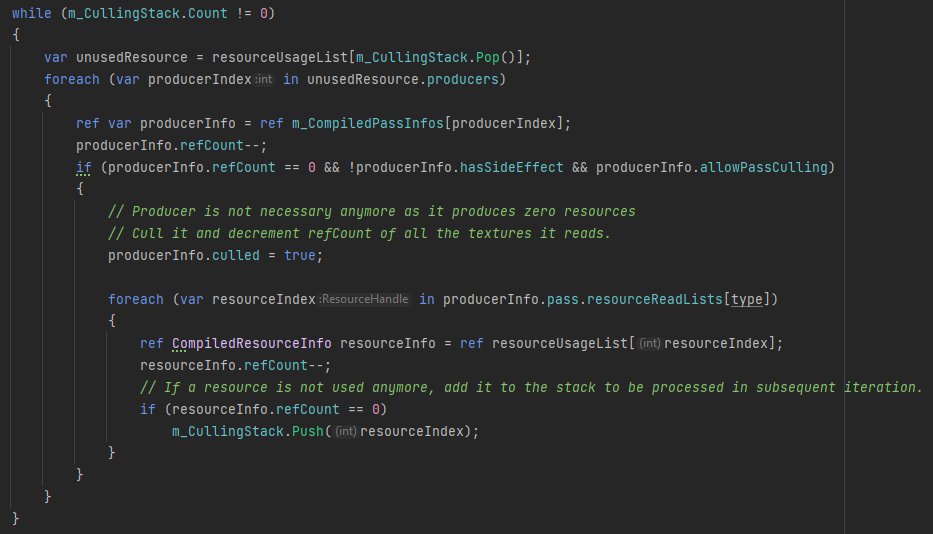 while (m_CullingStack.Count != 0)
{
    var unusedResource = resourceUsageList[m_CullingStack.Pop()];
    foreach (var producerIndex :int in unusedResource.producers)
    {
        ref var producerInfo = ref m_CompiledPassInfos[producerIndex];
        producerInfo.refCount--;
        if (producerInfo.refCount == 0 && !producerInfo.hasSideEffect && producerInfo.allowPassCulling)
        {
            // Producer is not necessary anymore as it produces zero resources
            // Cull it and decrement refCount of all the textures it reads.
            producerInfo.culled = true;

            foreach (var resourceIndex :ResourceHandle in producerInfo.pass.resourceReadLists[type])
            {
                ref CompiledResourceInfo resourceInfo = ref resourceUsageList[(int)resourceIndex];
                resourceInfo.refCount--;
                // If a resource is not used anymore, add it to the stack to be processed in subsequent iteration.
                if (resourceInfo.refCount == 0)
                    m_CullingStack.Push((int)resourceIndex);
            }
        }
    }
}